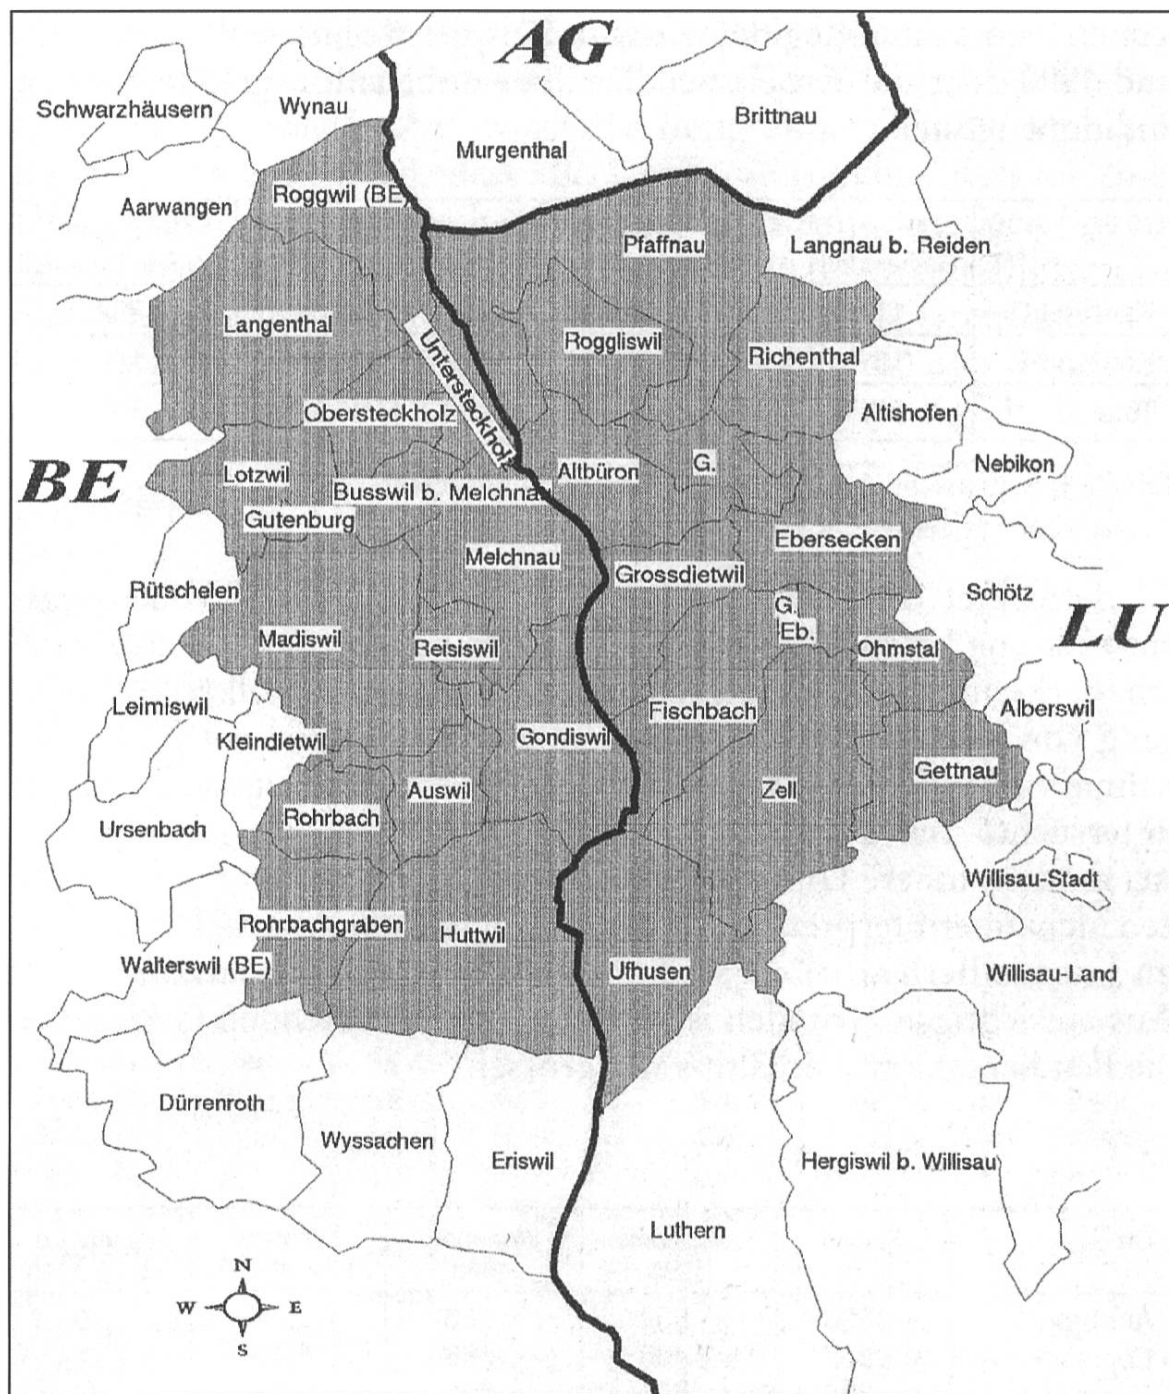 AG
Schwarzhäusern
Wynau
Brittnau
Murgenthal
Aarwangen
Roggwil (BE)
Pfaffnau
Langnau b. Reiden
Langenthal
Roggliswil
Richenthal
Untersteckholz
Obersteckholz
Altishofen
BE
Lotzwil
Altbüron
G.
Nebikon
Busswil b. Melchnau
Gutenburg
Ebersecken
Melchnau
Grossdietwil
Rütschelen
Schötz
G.
Eb.
LU
Madiswil
Reisiswil
Ohmstal
Leimiswil
Fischbach
Alberswil
Kleindietwil
Gondiswil
Gettnau
Auswil
Zell
Rohrbach
Ursenbach
Willisau-Stadt
Rohrbachgraben
Huttwil
Walterswil (BE)
Ufhusen
Willisau-Land
Dürrenroth
Wyssachen
Eriswil
Hergiswil b. Willisau
Luthern
N
W
E
S